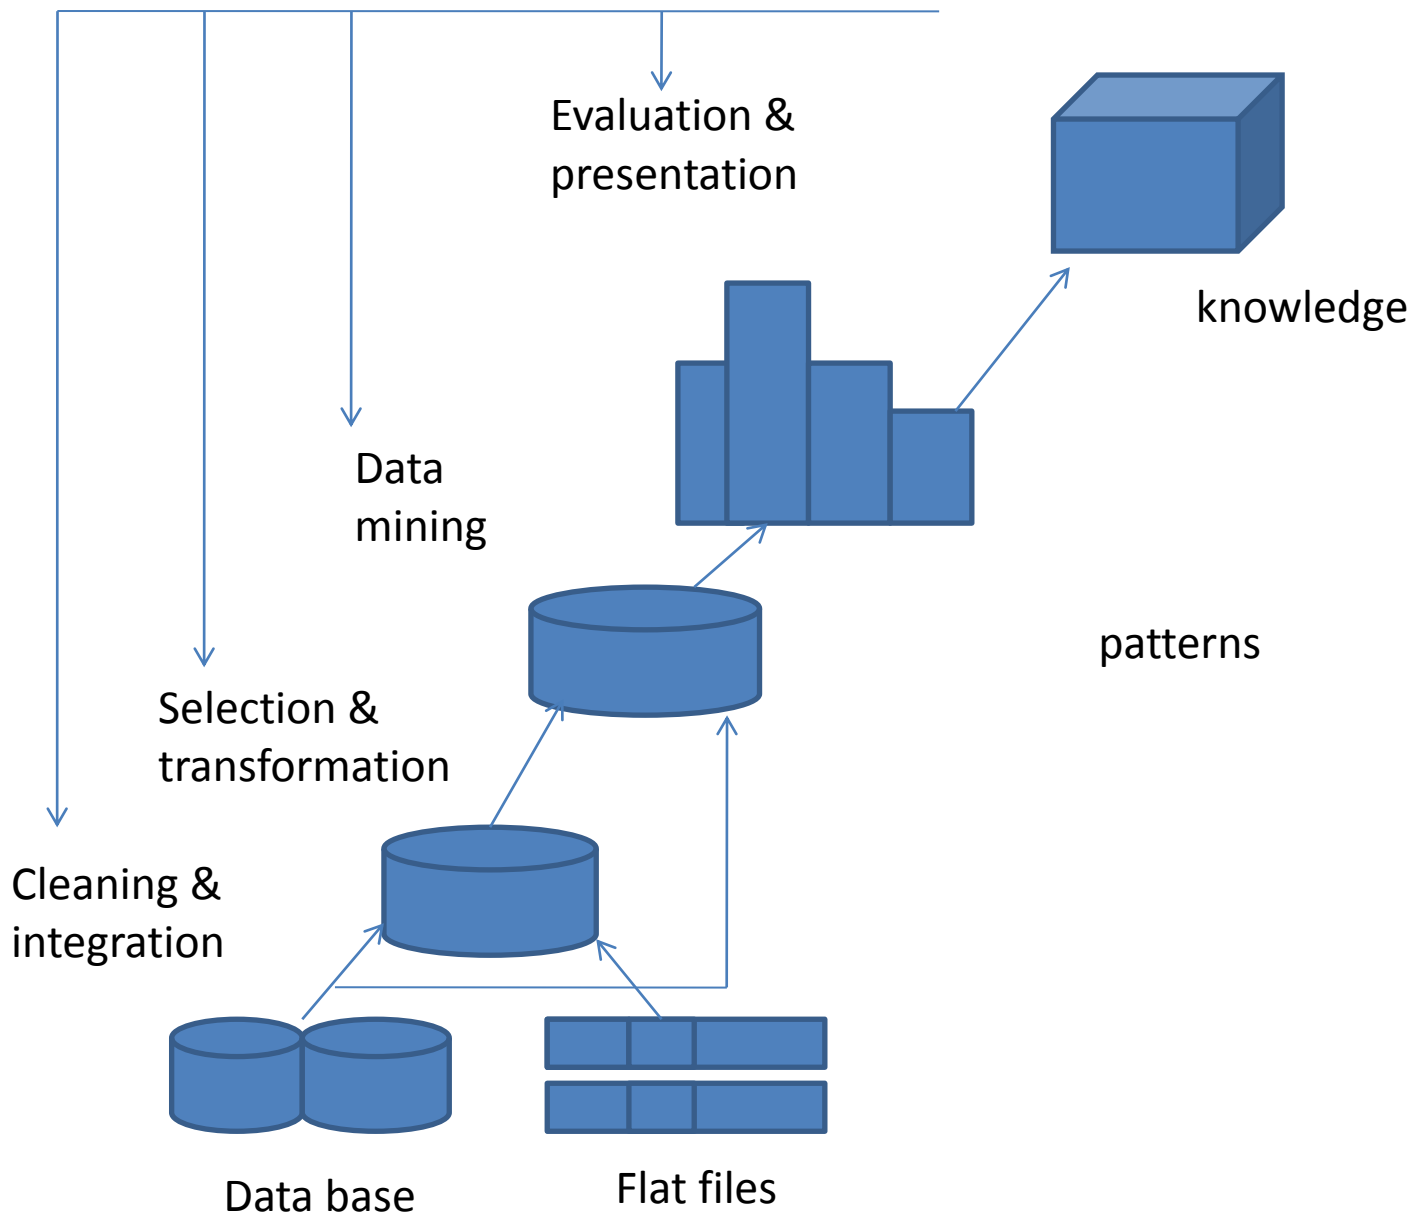 Evaluation &
presentation
knowledge
Data
mining
patterns
Selection &
transformation
Cleaning &
integration
Data base
Flat files